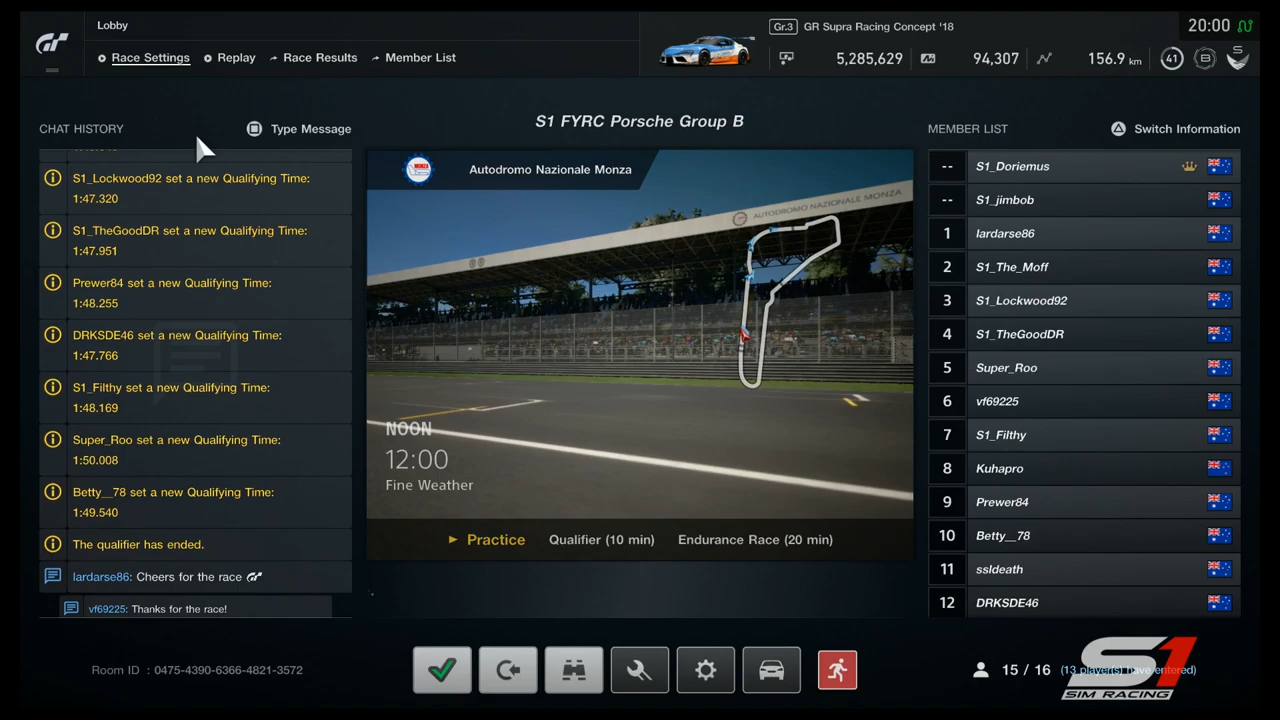 Lobby
Race Settings
Replay
Race Results
Member List
Gr.3 GR Supra Racing Concept '18
5,285,629
94,307
156.9 km
41
B
S
20:00
CHAT HISTORY
Type Message
S1_Lockwood92 set a new Qualifying Time:
1:47.320
S1_TheGoodDR set a new Qualifying Time:
1:47.951
Prewer84 set a new Qualifying Time:
1:48.255
DRKSDE46 set a new Qualifying Time:
1:47.766
S1_Filthy set a new Qualifying Time:
1:48.169
Super_Roo set a new Qualifying Time:
1:50.008
Betty__78 set a new Qualifying Time:
1:49.540
The qualifier has ended.
lardarse86: Cheers for the race
vf69225: Thanks for the race!
S1 FYRC Porsche Group B
MONZA
Autodromo Nazionale Monza
AUTODROMO NAZIONALE MONZA
NOON
12:00
Fine Weather
Practice
Qualifier (10 min)
Endurance Race (20 min)
MEMBER LIST
Switch Information
-- S1_Doriemus
-- S1_jimbob
1 lardarse86
2 S1_The_Moff
3 S1_Lockwood92
4 S1_TheGoodDR
5 Super_Roo
6 vf69225
7 S1_Filthy
8 Kuhapro
9 Prewer84
10 Betty__78
11 ssldeath
12 DRKSDE46
Room ID : 0475-4390-6366-4821-3572
15 / 16
(13 player(s) have entered)
S1
SIM RACING